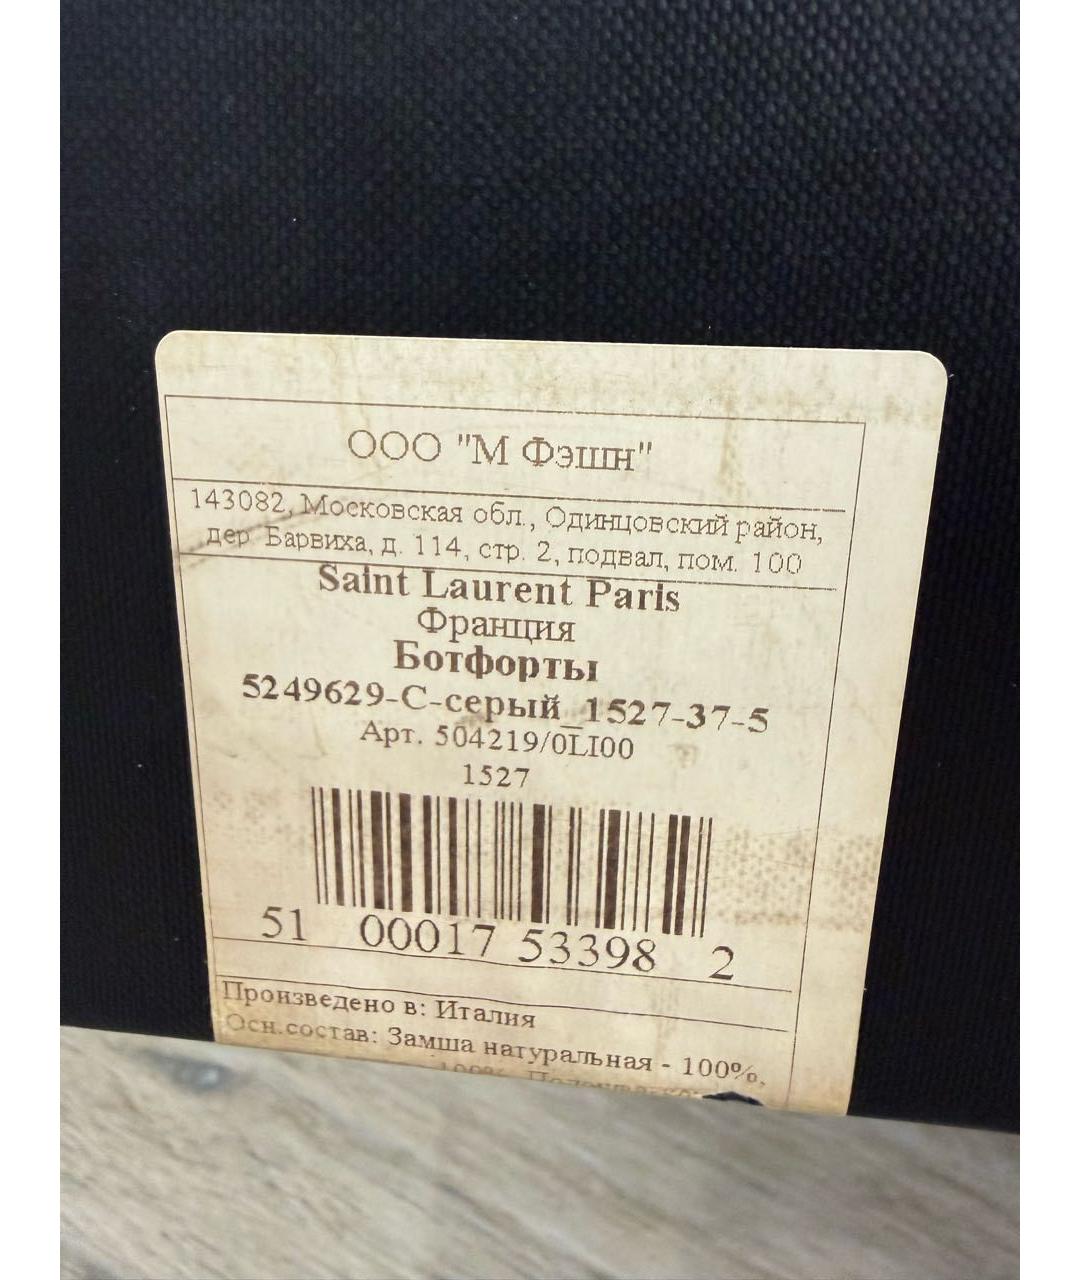 ООО "М Фэшн"
143082, Московская обл., Одинцовский район,
дер. Барвиха, д. 114, стр. 2, подвал, пом. 100
Saint Laurent Paris
Франция
Ботфорты
5249629-С-серый_1527-37-5
Арт. 504219/0LI00
1527
51 00017 53398 2
Произведено в: Италия
Осн.состав: Замша натуральная - 100%,
100%,